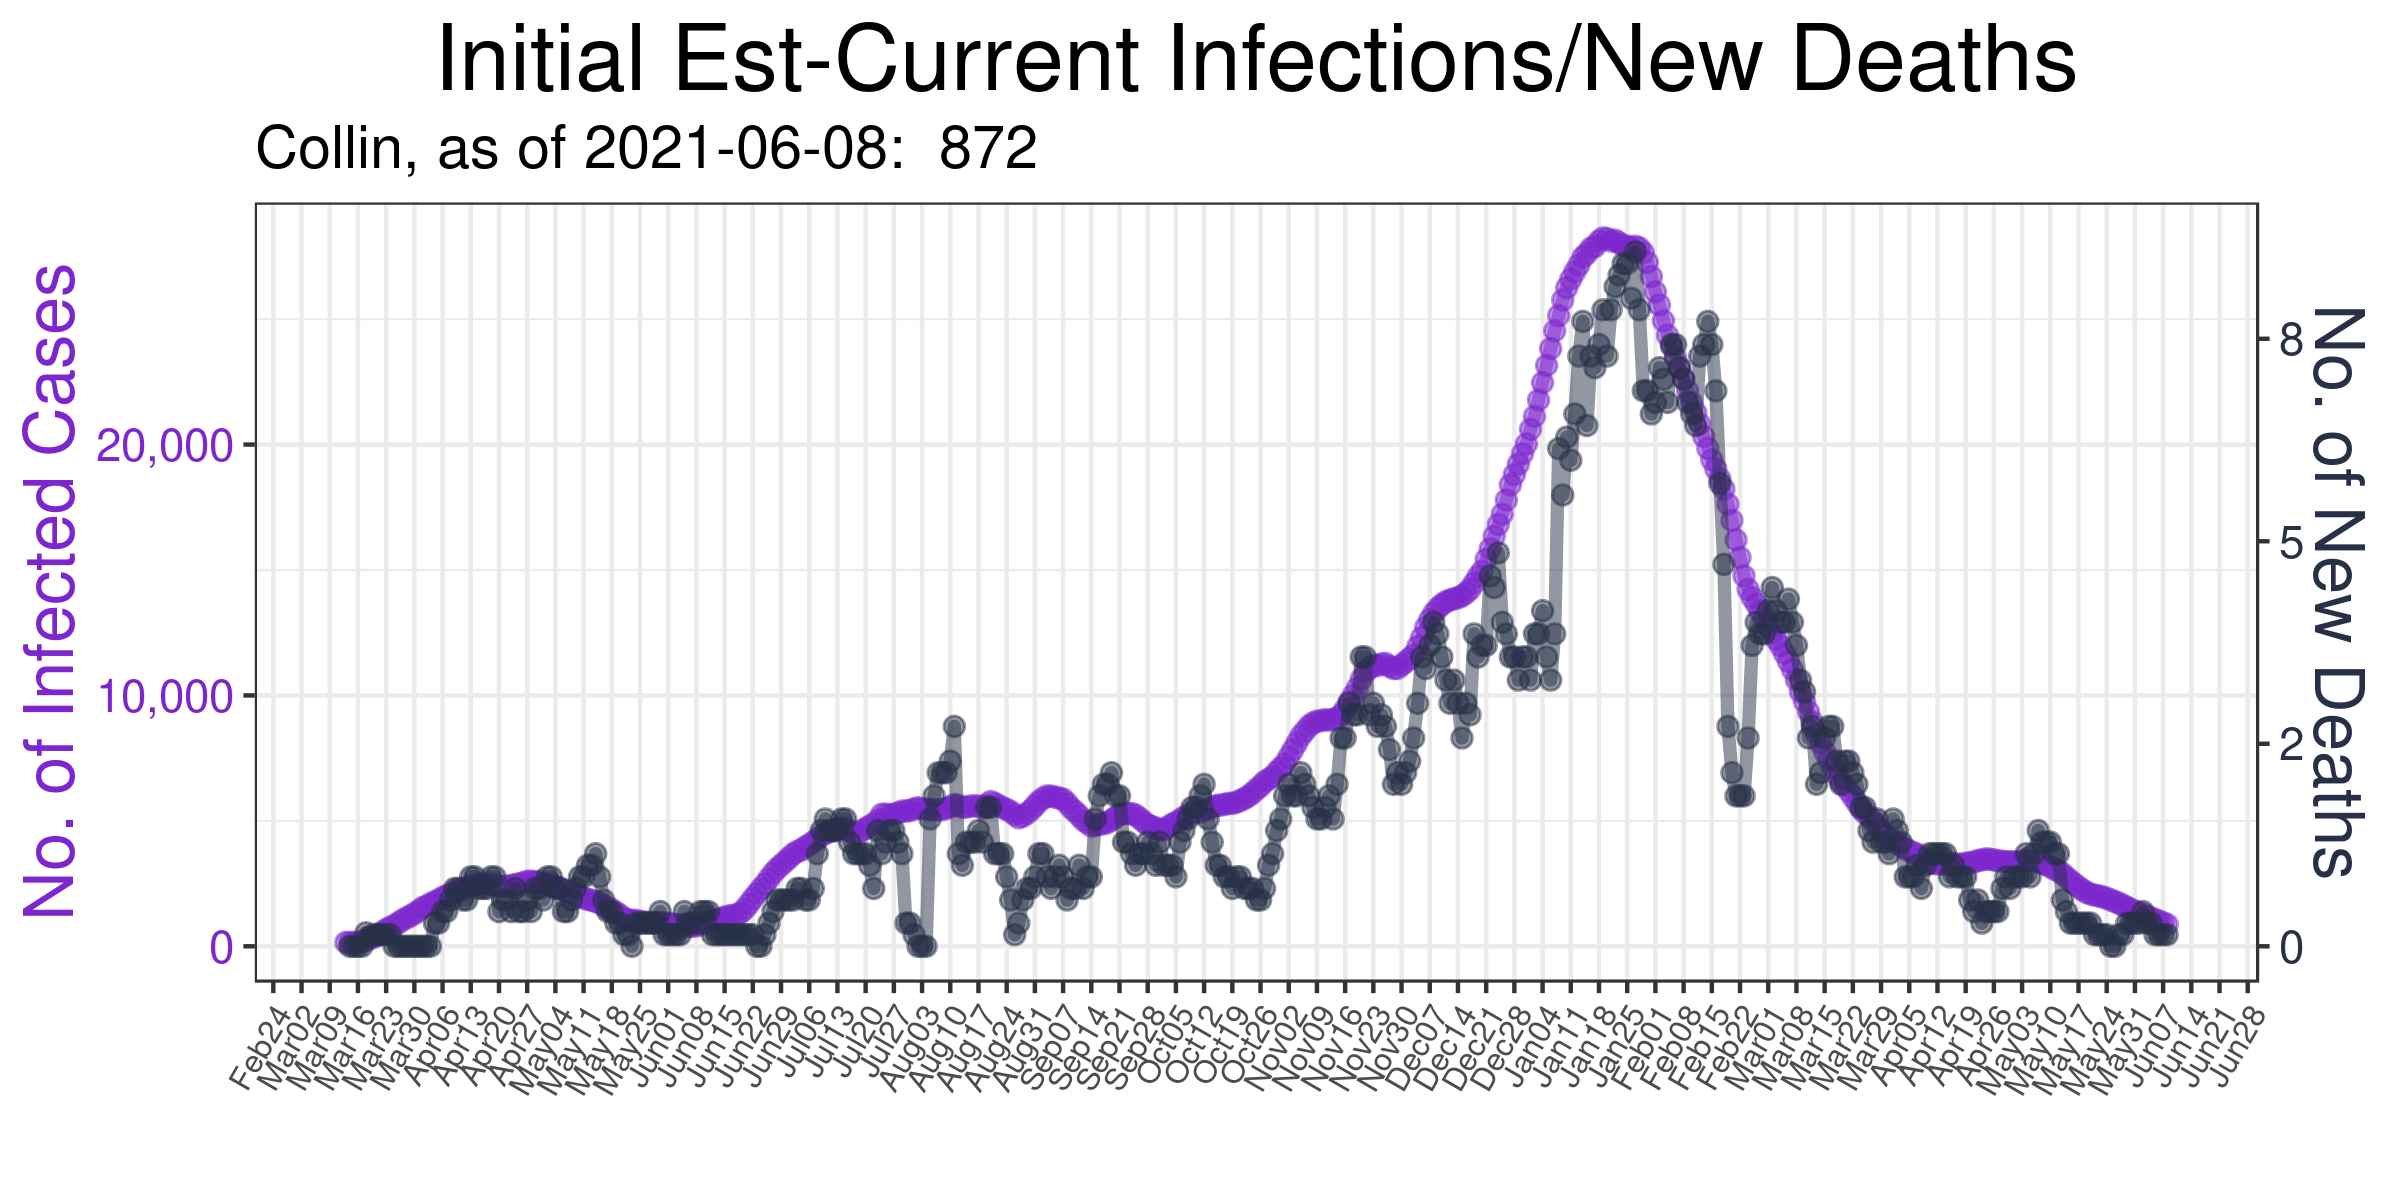 Initial Est-Current Infections/New Deaths
Collin, as of 2021-06-08: 872
No. of Infected Cases
20,000
10,000
0
No. of New Deaths
8
5
2
0
Feb24
Mar02
Mar09
Mar16
Mar23
Mar30
Apr06
Apr13
Apr20
Apr27
May04
May11
May18
May25
Jun01
Jun08
Jun15
Jun22
Jun29
Jul06
Jul13
Jul20
Jul27
Aug03
Aug10
Aug17
Aug24
Aug31
Sep07
Sep14
Sep21
Sep28
Oct05
Oct12
Oct19
Oct26
Nov02
Nov09
Nov16
Nov23
Nov30
Dec07
Dec14
Dec21
Dec28
Jan04
Jan11
Jan18
Jan25
Feb01
Feb08
Feb15
Feb22
Mar01
Mar08
Mar15
Mar22
Mar29
Apr05
Apr12
Apr19
Apr26
May03
May10
May17
May24
May31
May07
Jun14
Jun21
Jun28